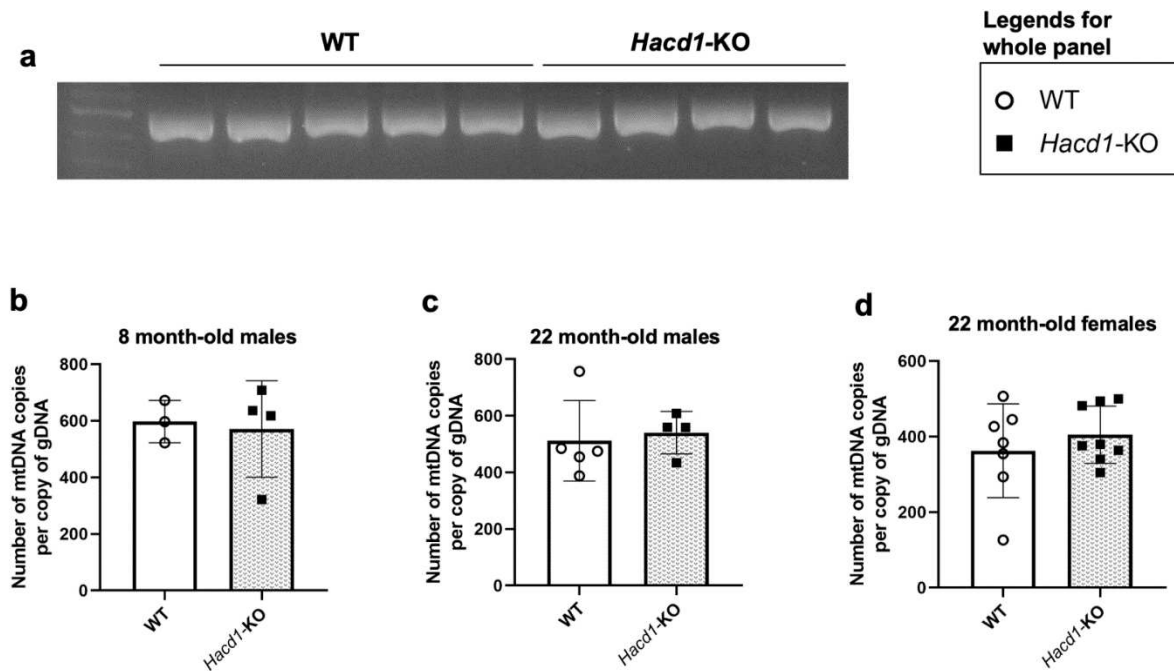 a
WT
Hacd1-KO
Legends for
whole panel
WT
Hacd1-KO
b
8 month-old males
Number of mtDNA copies
per copy of gDNA
800
600
400
200
0
WT
Hacd1-KO
c
22 month-old males
Number of mtDNA copies
per copy of gDNA
800
600
400
200
0
WT
Hacd1-KO
d
22 month-old females
Number of mtDNA copies
per copy of gDNA
600
400
200
0
WT
Hacd1-KO